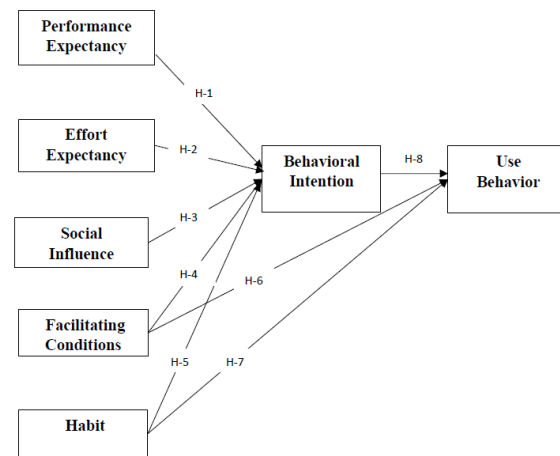 Performance
Expectancy
H-1
Effort
Expectancy
H-2
Behavioral
Intention
H-8
Use
Behavior
Social
Influence
H-3
H-4
H-6
Facilitating
Conditions
H-5
H-7
Habit